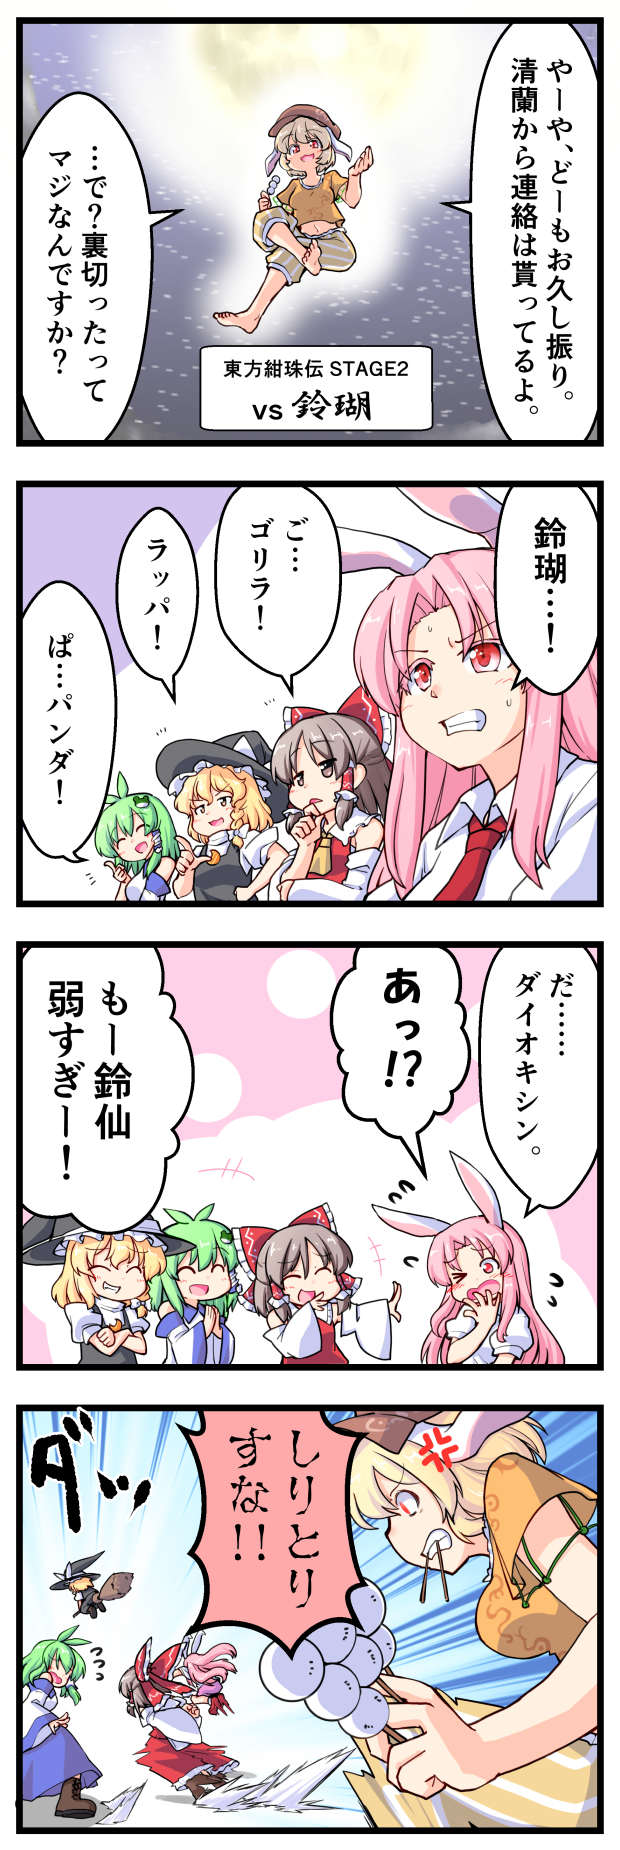 やーや、どーもお久し振り。
清蘭から連絡は貰ってるよ。
…で？裏切ったって
マジなんですか？
東方紺珠伝 STAGE2
vs 鈴瑚
鈴瑚…！
ご…
ゴリラ！
ラッパ！
ぱ…パンダ！
だ……
ダイオキシン。
あっ!?
もー鈴仙
弱すぎー！
しりとり
すな!!
ダッ